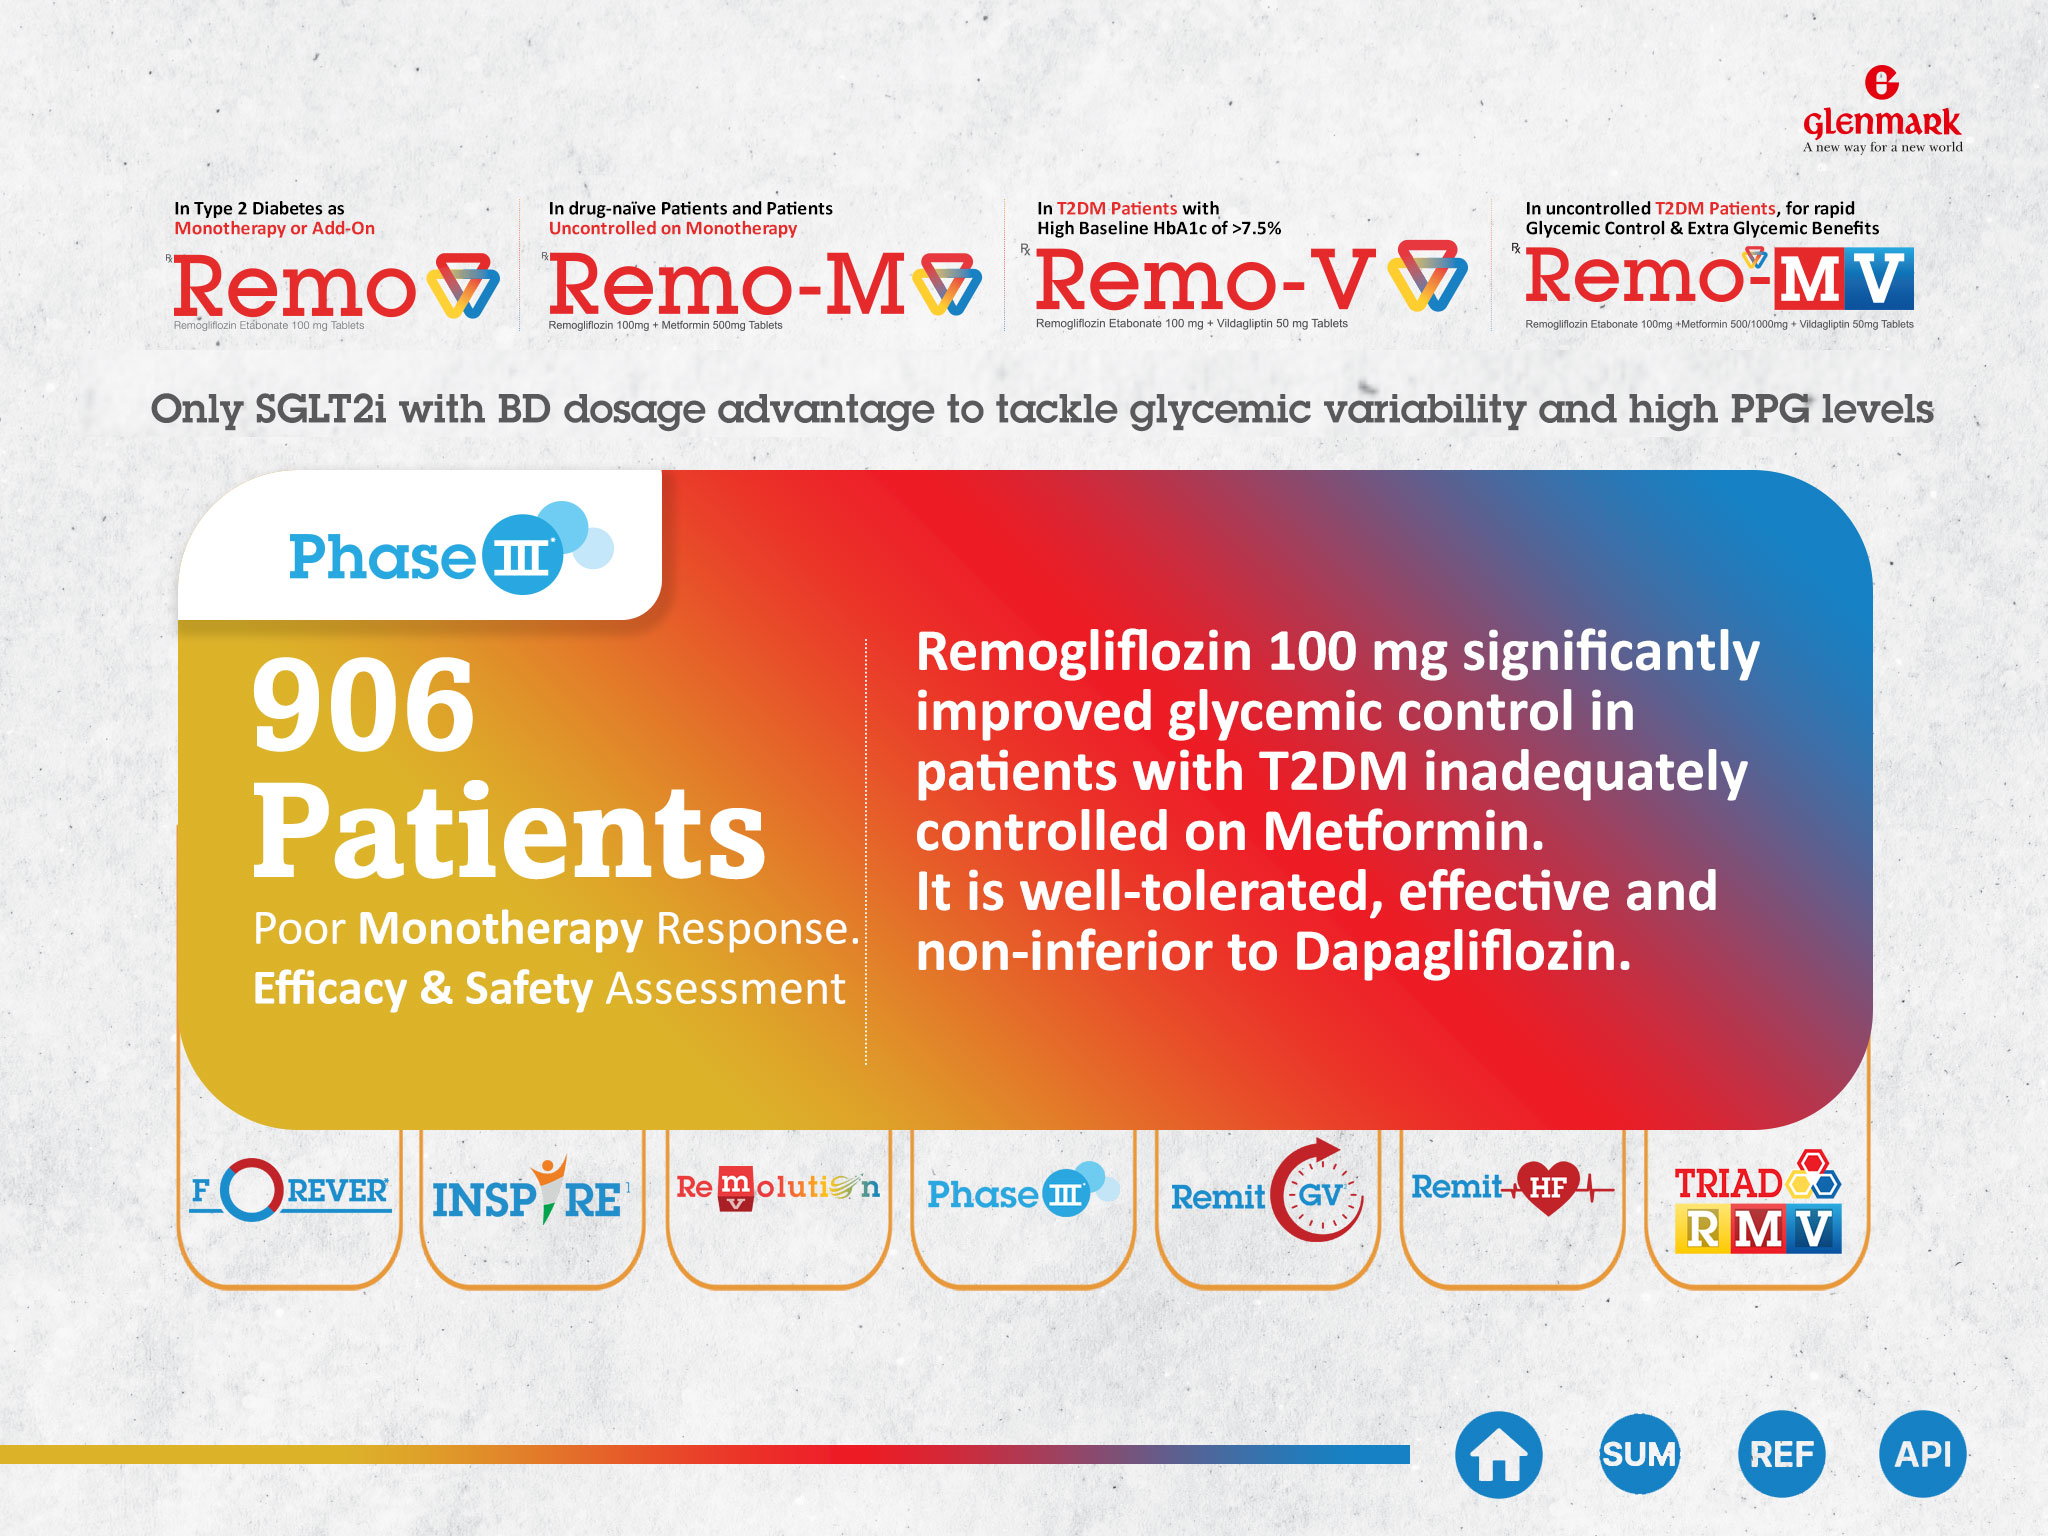 glenmark
A new way for a new world
In Type 2 Diabetes as
Monotherapy or Add-On
Rx Remo
Remogliflozin Etabonate 100 mg Tablets
In drug-naïve Patients and Patients
Uncontrolled on Monotherapy
Rx Remo-M
Remogliflozin 100mg + Metformin 500mg Tablets
In T2DM Patients with
High Baseline HbA1c of >7.5%
Rx Remo-V
Remogliflozin Etabonate 100 mg + Vildagliptin 50 mg Tablets
In uncontrolled T2DM Patients, for rapid
Glycemic Control & Extra Glycemic Benefits
Rx Remo-MV
Remogliflozin Etabonate 100mg +Metformin 500/1000mg + Vildagliptin 50mg Tablets
Only SGLT2i with BD dosage advantage to tackle glycemic variability and high PPG levels
Phase III*
906
Patients
Poor Monotherapy Response.
Efficacy & Safety Assessment
Remogliflozin 100 mg significantly
improved glycemic control in
patients with T2DM inadequately
controlled on Metformin.
It is well-tolerated, effective and
non-inferior to Dapagliflozin.
FOREVER*
INSPIRE1
Remvolution
Phase III
Remit GV
Remit HF
TRIAD
RMV
SUM
REF
API